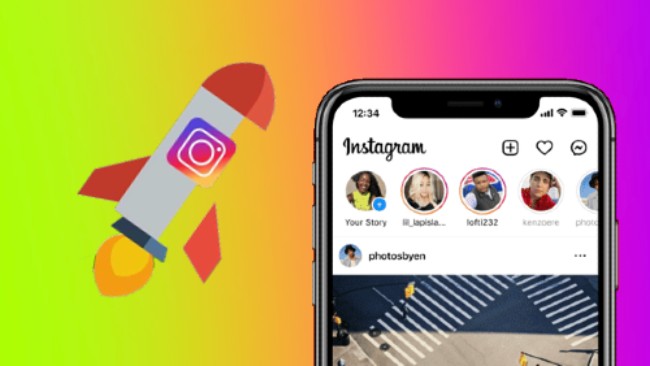 12:34
Instagram
Your Story
lil_lapisla...
lofti232
kenzoere
photosbyen